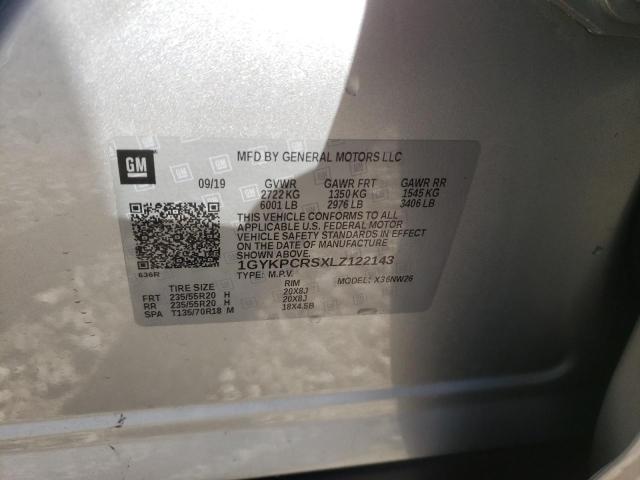 GM
MFD BY GENERAL MOTORS LLC
09/19 GVWR GAWR FRT GAWR RR
2722 KG 1350 KG 1545 KG
6001 LB 2976 LB 3406 LB
THIS VEHICLE CONFORMS TO ALL
APPLICABLE U.S. FEDERAL MOTOR
VEHICLE SAFETY STANDARDS IN EFFECT
ON THE DATE OF MANUFACTURE
SHOWN ABOVE.
1GYKPCRSXLZ122143
TYPE: M.P.V. MODEL: X36NW26
636R
TIRE SIZE RIM
FRT 235/55R20 H 20X8J
RR 235/55R20 H 20X8J
SPA T135/70R18 M 18X4.5B